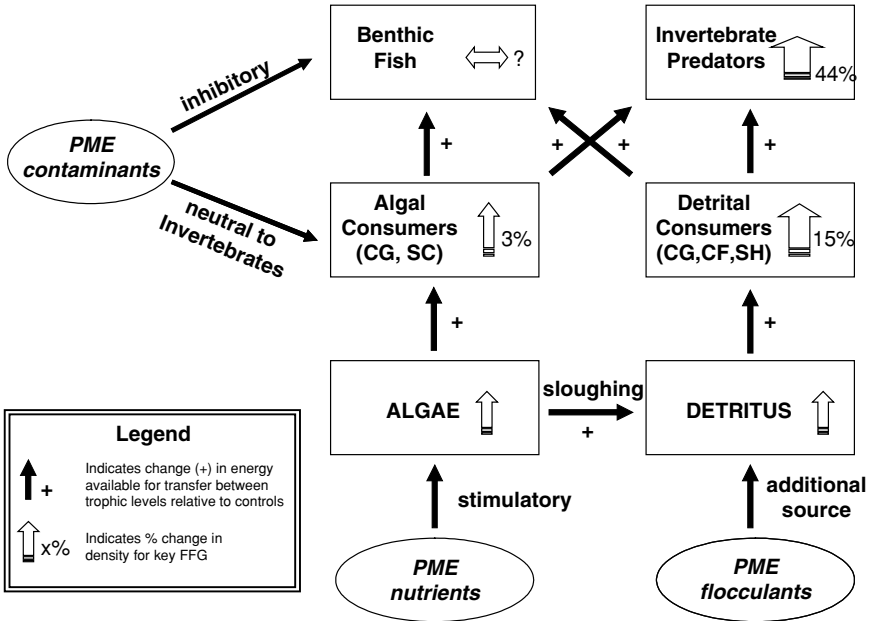 Benthic
Fish
?
Invertebrate
Predators
44%
inhibitory
PME
contaminants
+
+
+
+
neutral to
Invertebrates
Algal
Consumers
(CG, SC)
3%
Detrital
Consumers
(CG,CF,SH)
15%
+
+
ALGAE
sloughing
+
DETRITUS
Legend
+
Indicates change (+) in energy
available for transfer between
trophic levels relative to controls
x%
Indicates % change in
density for key FFG
stimulatory
additional
source
PME
nutrients
PME
flocculants